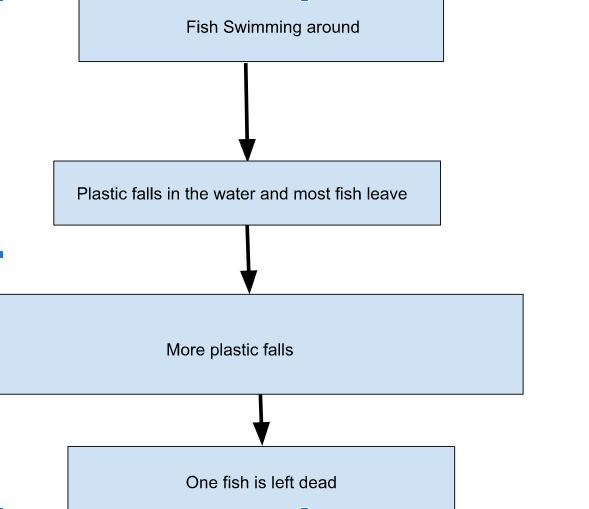 Fish Swimming around
Plastic falls in the water and most fish leave
More plastic falls
One fish is left dead